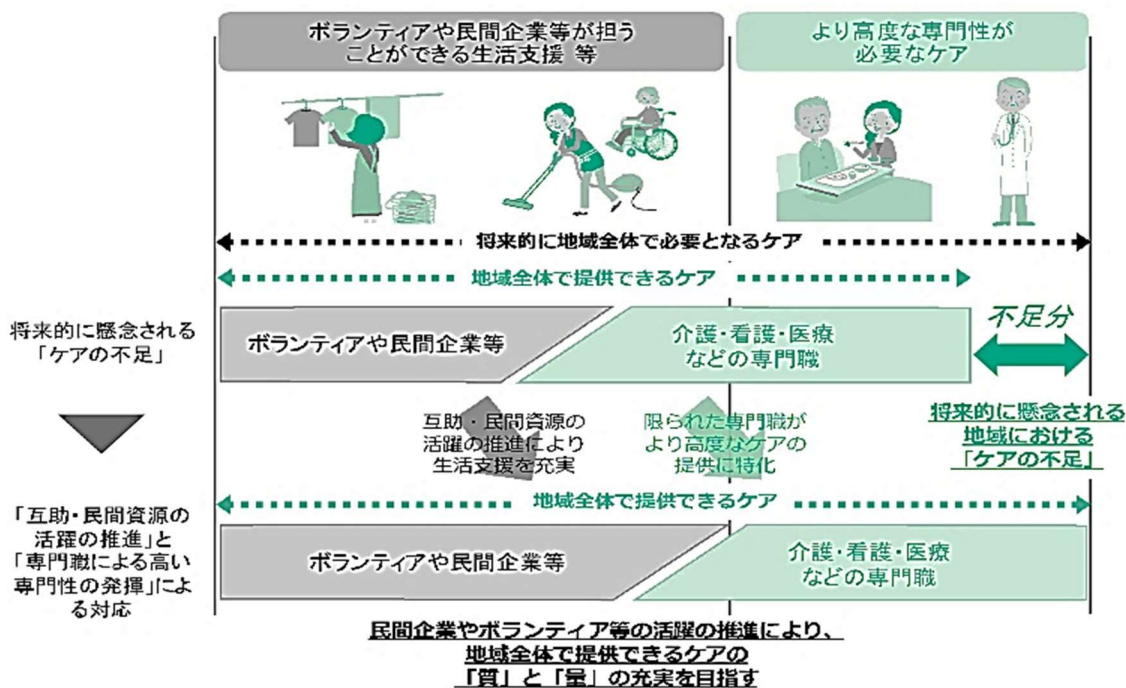 ボランティアや民間企業等が担う
ことができる生活支援 等
より高度な専門性が
必要なケア
将来的に地域全体で必要となるケア
地域全体で提供できるケア
将来的に懸念される
「ケアの不足」
ボランティアや民間企業等
介護・看護・医療
などの専門職
不足分
互助・民間資源の
活躍の推進により
生活支援を充実
限られた専門職が
より高度なケアの
提供に特化
将来的に懸念される
地域における
「ケアの不足」
地域全体で提供できるケア
「互助・民間資源の
活躍の推進」と
「専門職による高い
専門性の発揮」によ
る対応
ボランティアや民間企業等
介護・看護・医療
などの専門職
民間企業やボランティア等の活躍の推進により、
地域全体で提供できるケアの
「質」と「量」の充実を目指す